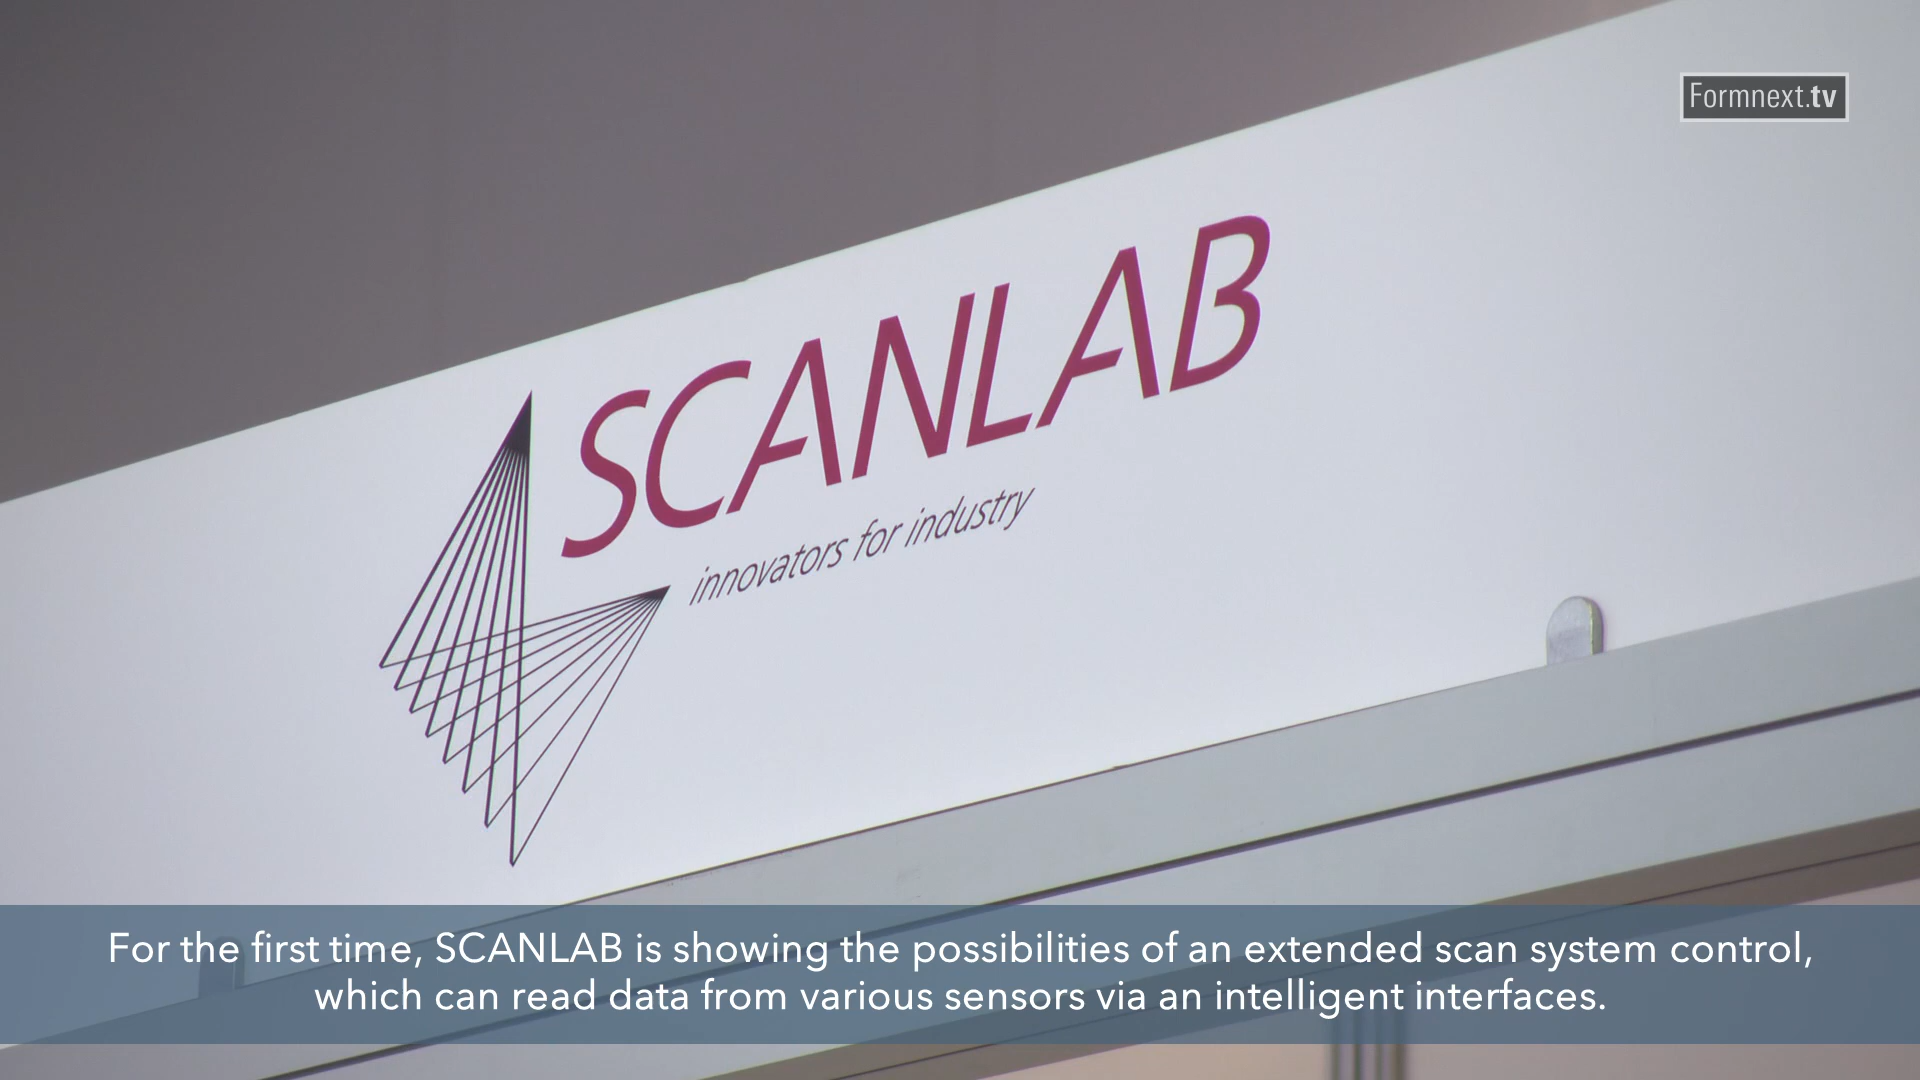 Formnext.tv
SCANLAB
innovators for industry
For the first time, SCANLAB is showing the possibilities of an extended scan system control,
which can read data from various sensors via an intelligent interfaces.